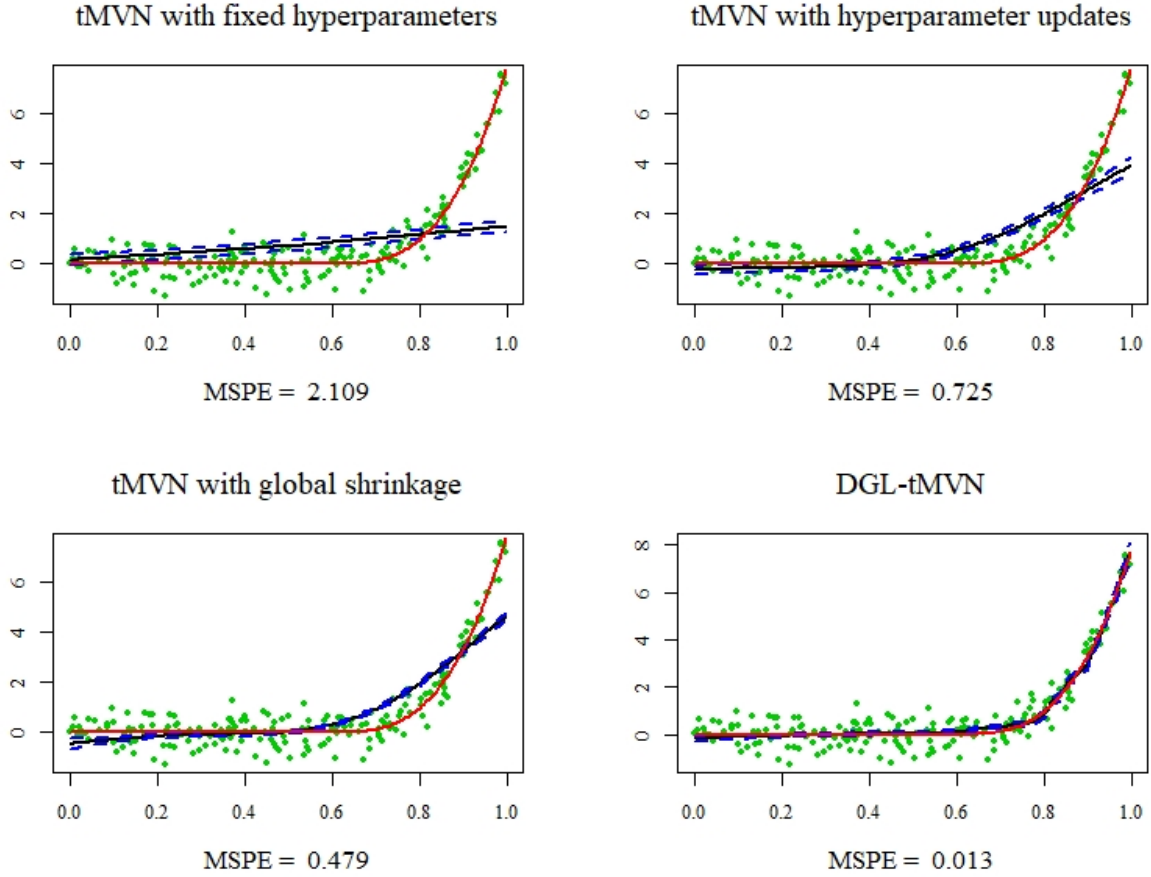 tMVN with fixed hyperparameters
tMVN with hyperparameter updates
6
4
2
0
0.0 0.2 0.4 0.6 0.8 1.0
MSPE = 2.109
6
4
2
0
0.0 0.2 0.4 0.6 0.8 1.0
MSPE = 0.725
tMVN with global shrinkage
DGL-tMVN
6
4
2
0
0.0 0.2 0.4 0.6 0.8 1.0
MSPE = 0.479
8
6
4
2
0
0.0 0.2 0.4 0.6 0.8 1.0
MSPE = 0.013